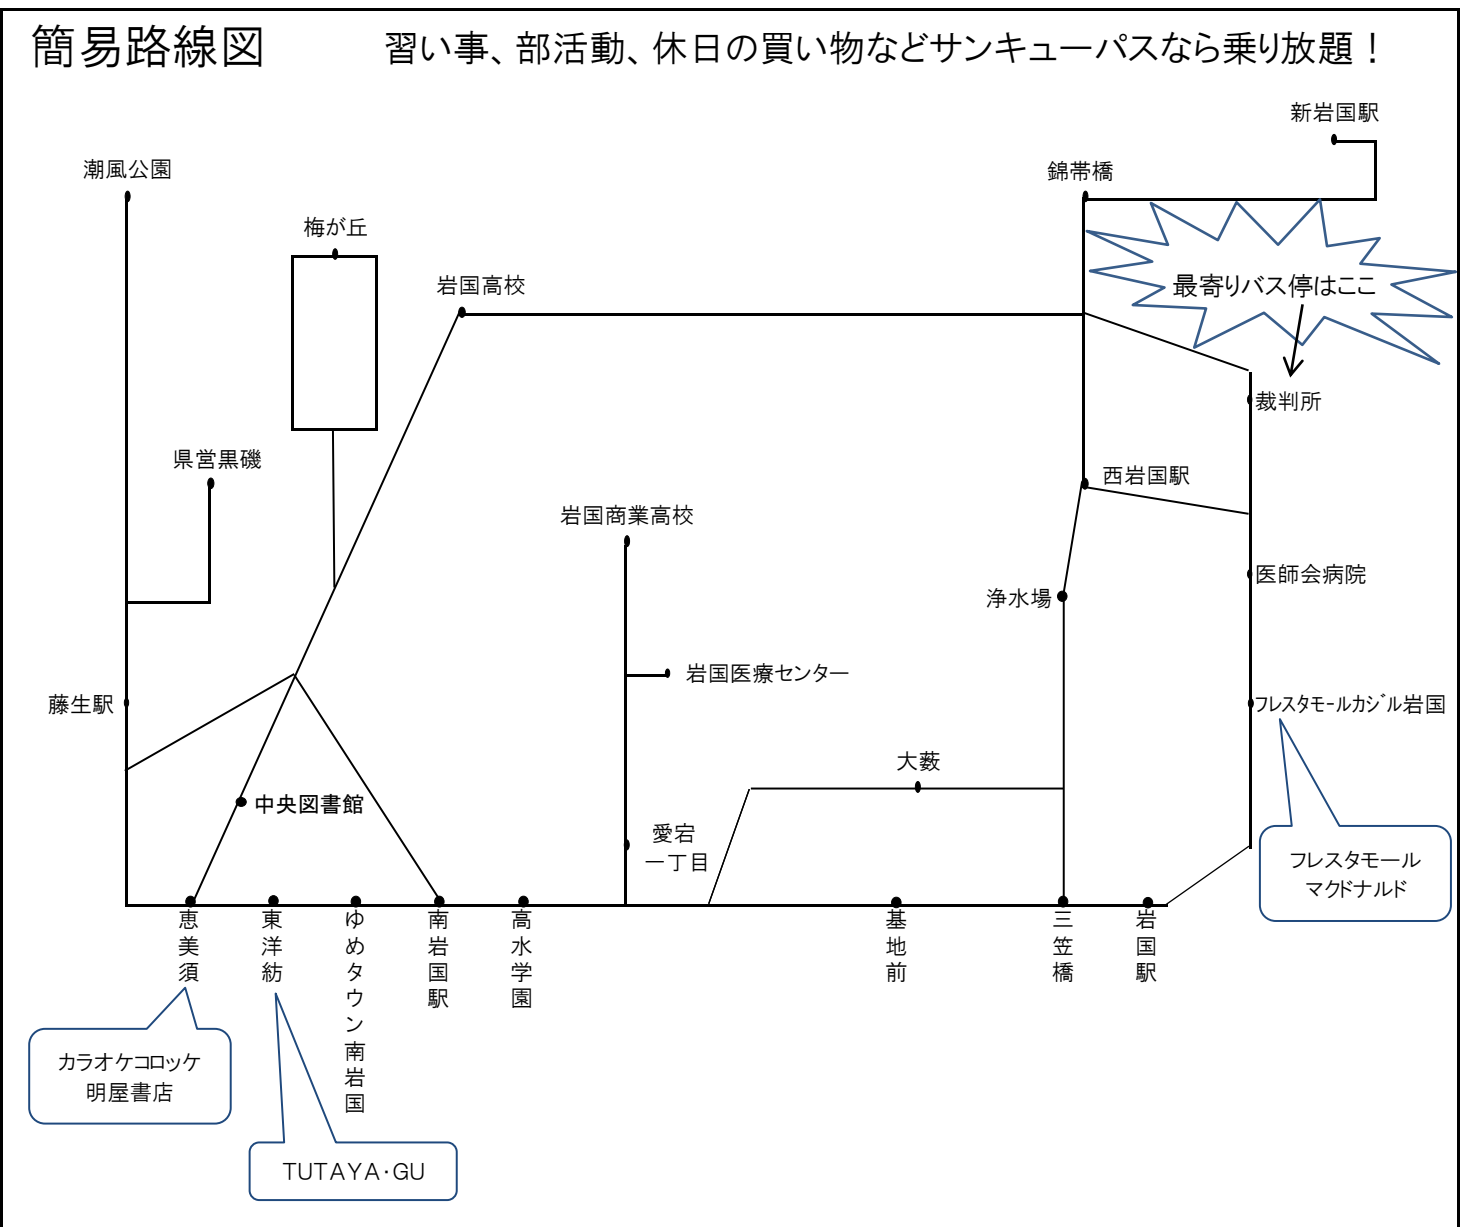 簡易路線図
習い事、部活動、休日の買い物などサンキューパスなら乗り放題！
新岩国駅
潮風公園
錦帯橋
梅が丘
岩国高校
最寄りバス停はここ
裁判所
県営黒磯
西岩国駅
岩国商業高校
医師会病院
浄水場
岩国医療センター
藤生駅
フレスタモールカジル岩国
大薮
中央図書館
愛宕
一丁目
フレスタモール
マクドナルド
恵美須
東洋紡
ゆめタウン南岩国
南岩国駅
高水学園
基地前
三笠橋
岩国駅
カラオケコロッケ
明屋書店
TUTAYA・GU